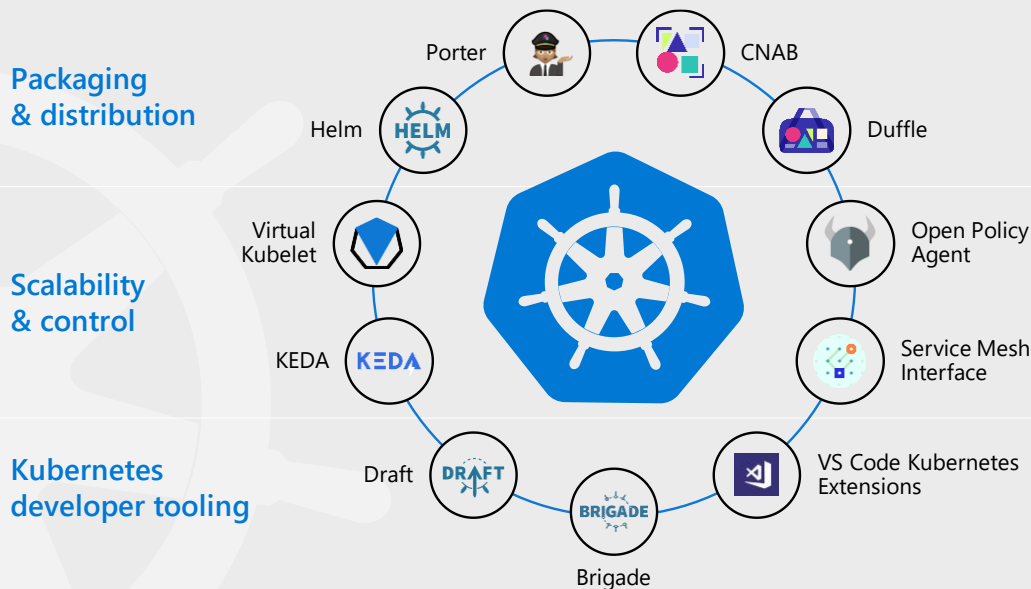 Packaging
& distribution
Porter
CNAB
Helm
HELM
Duffle
Scalability
& control
Virtual
Kubelet
Open Policy
Agent
KEDA
KEDA
Service Mesh
Interface
Kubernetes
developer tooling
Draft
DRAFT
VS Code Kubernetes
Extensions
BRIGADE
Brigade